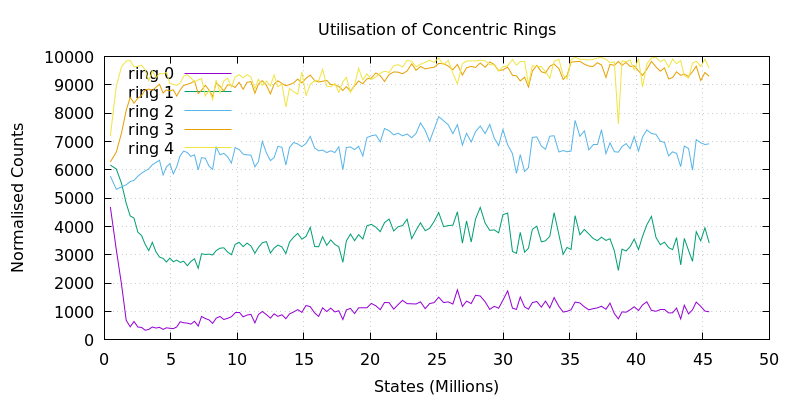 Utilisation of Concentric Rings
Normalised Counts
10000
9000
8000
7000
6000
5000
4000
3000
2000
1000
0
ring 0
ring 1
ring 2
ring 3
ring 4
0 5 10 15 20 25 30 35 40 45 50
States (Millions)